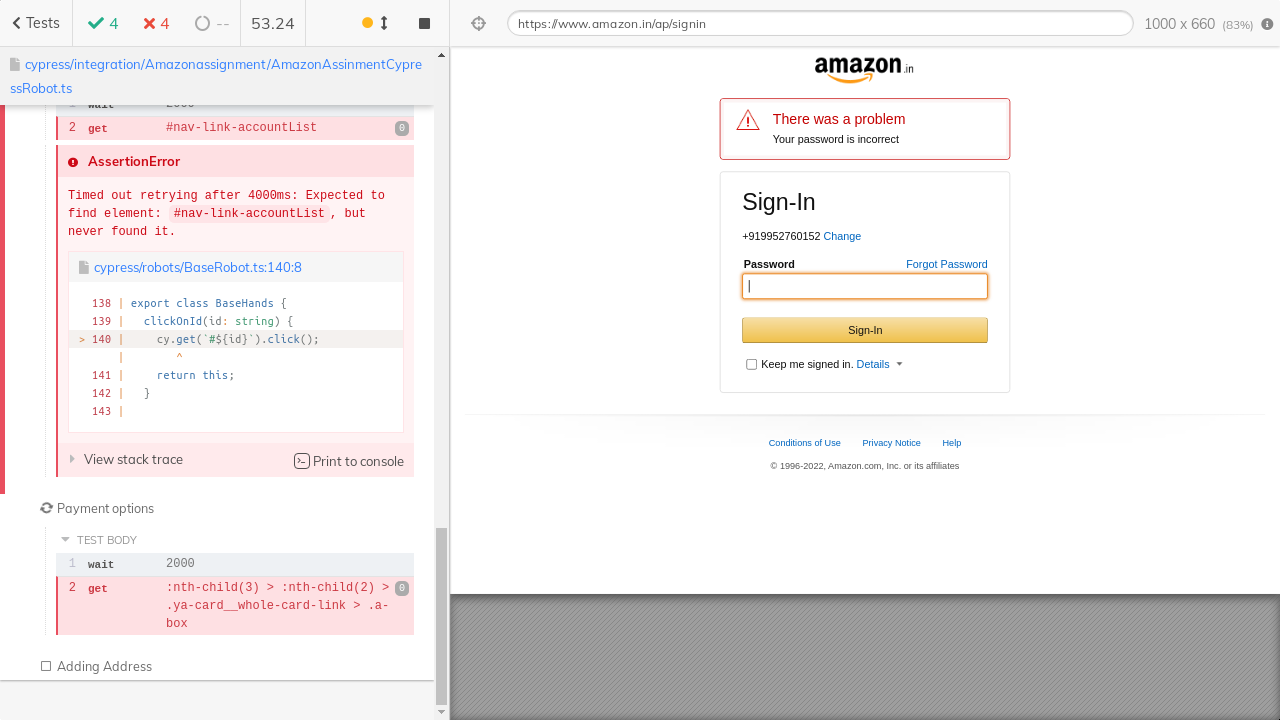 Tests
4
4
--
53.24
https://www.amazon.in/ap/signin
1000 x 660 (83%)
cypress/integration/Amazonassignment/AmazonAssinmentCypre
ssRobot.ts
1 wait 2000
2 get #nav-link-accountList 0
AssertionError
Timed out retrying after 4000ms: Expected to
find element: #nav-link-accountList, but
never found it.
cypress/robots/BaseRobot.ts:140:8
138 | export class BaseHands {
139 | clickOnId(id: string) {
> 140 | cy.get(`#${id}`).click();
| ^
141 | return this;
142 | }
143 |
View stack trace
Print to console
Payment options
TEST BODY
1 wait 2000
2 get :nth-child(3) > :nth-child(2) > 0
.ya-card__whole-card-link > .a-
box
Adding Address
amazon.in
There was a problem
Your password is incorrect
Sign-In
+919952760152 Change
Password Forgot Password
Sign-In
Keep me signed in. Details
Conditions of Use Privacy Notice Help
© 1996-2022, Amazon.com, Inc. or its affiliates